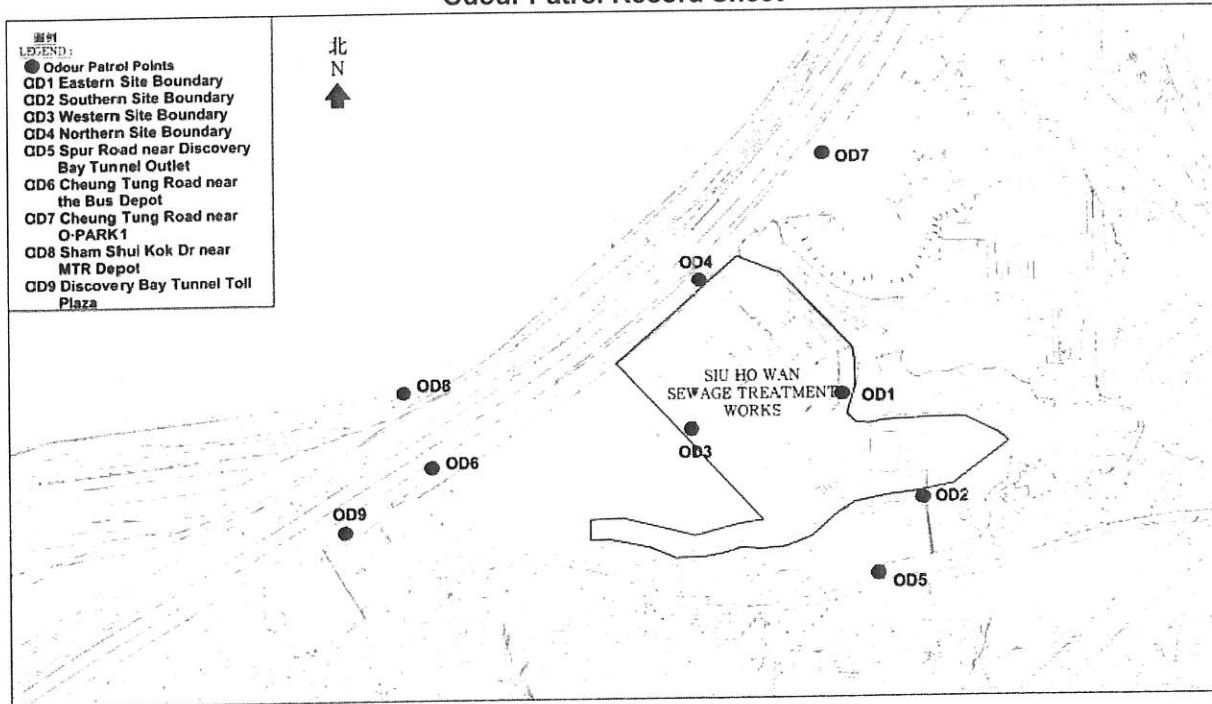 Odour Patrol Record Sheet
圖例
LEGEND:
Odour Patrol Points
OD1 Eastern Site Boundary
OD2 Southern Site Boundary
OD3 Western Site Boundary
OD4 Northern Site Boundary
OD5 Spur Road near Discovery
Bay Tunnel Outlet
OD6 Cheung Tung Road near
the Bus Depot
OD7 Cheung Tung Road near
O·PARK1
OD8 Sham Shui Kok Dr near
MTR Depot
OD9 Discovery Bay Tunnel Toll
Plaza
北
N
OD7
OD4
SIU HO WAN
SEWAGE TREATMENT
WORKS
OD1
OD8
OD3
OD6
OD2
OD9
OD5